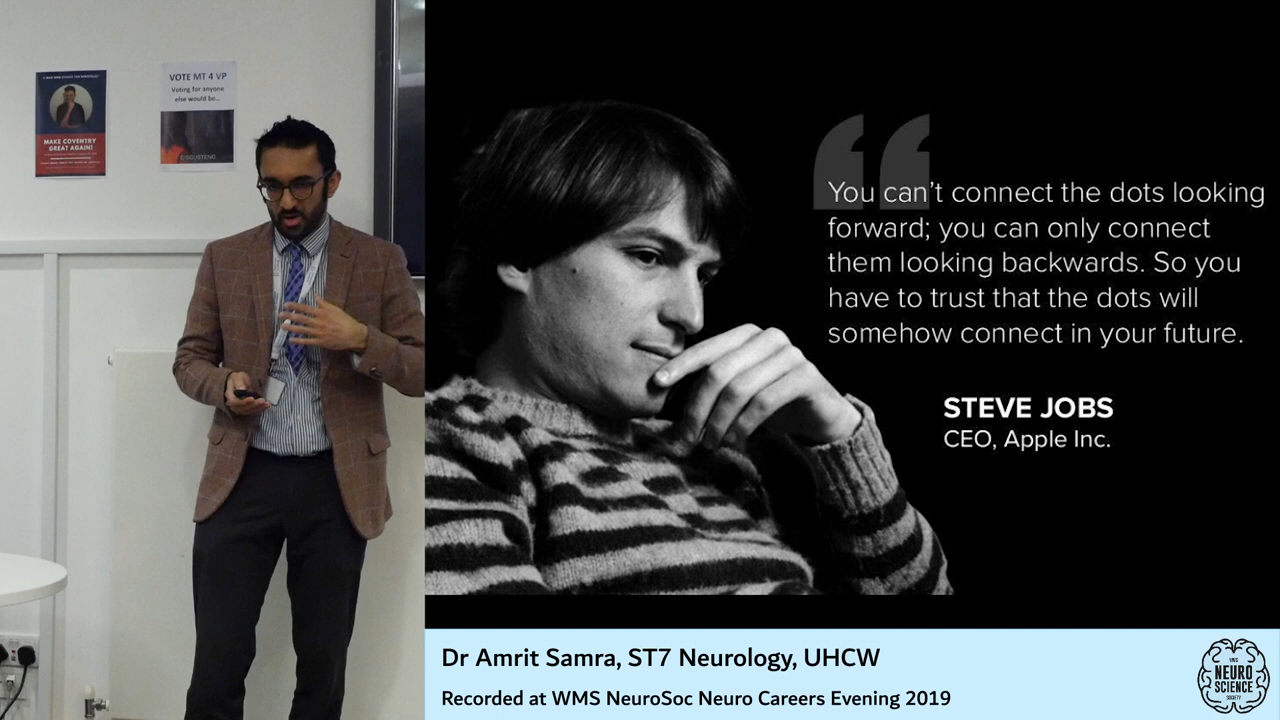 MAKE COVENTRY
GREAT AGAIN!
VOTE MT 4 VP
Voting for anyone
else would be...
You can't connect the dots looking
forward; you can only connect
them looking backwards. So you
have to trust that the dots will
somehow connect in your future.
STEVE JOBS
CEO, Apple Inc.
Dr Amrit Samra, ST7 Neurology, UHCW
Recorded at WMS NeuroSoc Neuro Careers Evening 2019
WMS
NEURO
SCIENCE
SOCIETY